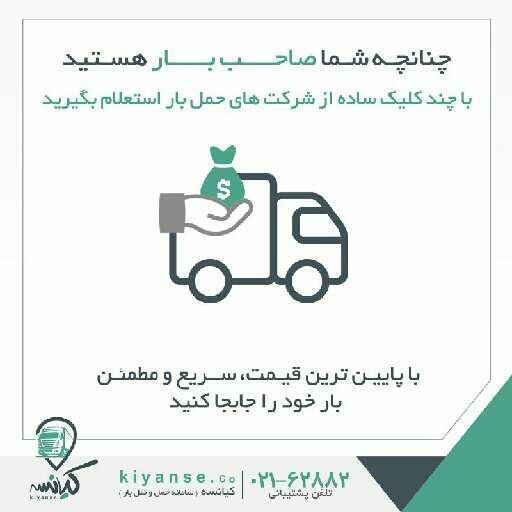 چنانچه شما صاحب بار هستید
با چند کلیک ساده از شرکت های حمل بار استعلام بگیرید
$
با پایین ترین قیمت، سریع و مطمئن
بار خود را جابجا کنید
کیانسه
kiyanse
kiyanse.co
کیانسه (سامانه حمل و نقل بار)
۰۲۱-۶۲۸۸۲
تلفن پشتیبانی